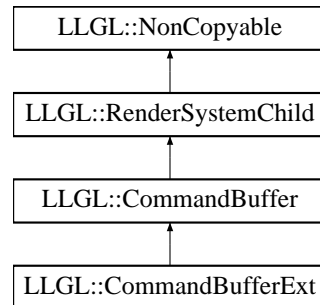 LLGL::NonCopyable
LLGL::RenderSystemChild
LLGL::CommandBuffer
LLGL::CommandBufferExt